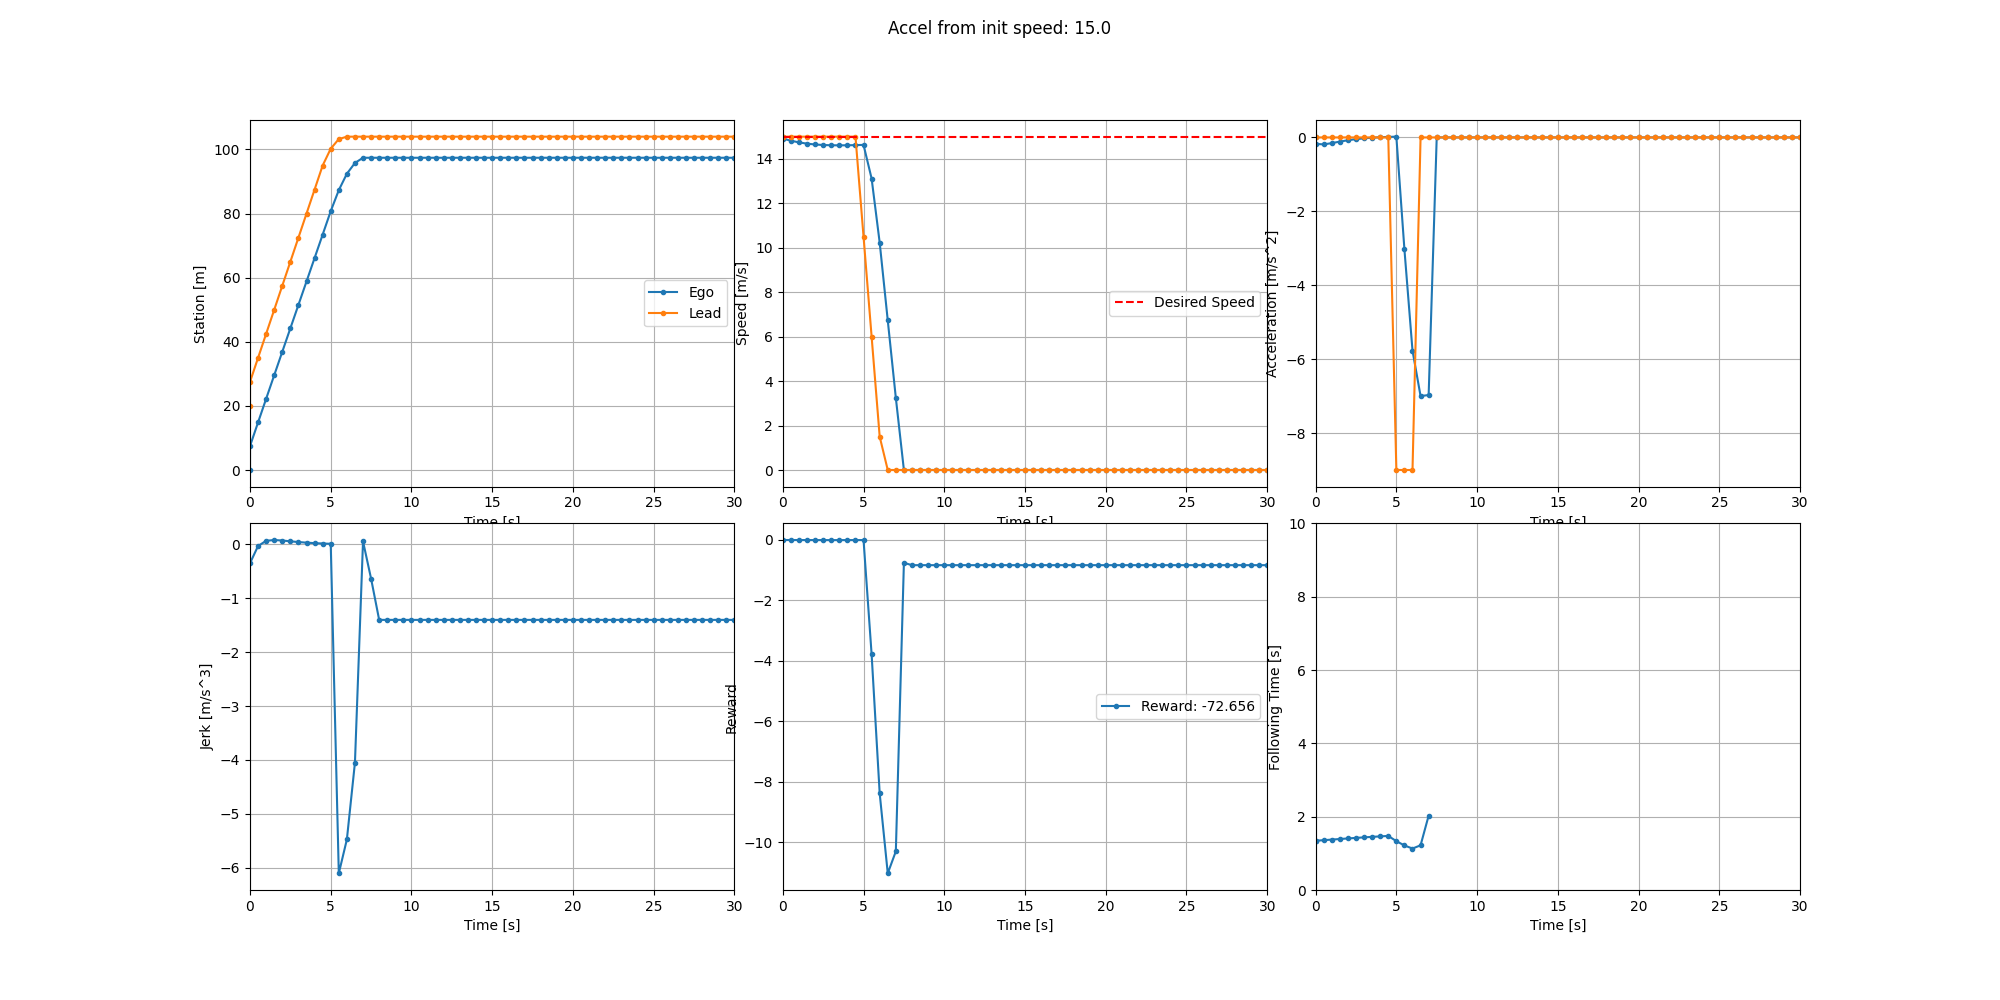 Accel from init speed: 15.0
Station [m]
100
80
60
40
20
0
0 5 10 15 20 25 30
Time [s]
Ego
Lead
Speed [m/s]
14
12
10
8
6
4
2
0
0 5 10 15 20 25 30
Time [s]
Desired Speed
Acceleration [m/s^2]
0
−2
−4
−6
−8
0 5 10 15 20 25 30
Time [s]
Jerk [m/s^3]
0
−1
−2
−3
−4
−5
−6
0 5 10 15 20 25 30
Time [s]
Reward
0
−2
−4
−6
−8
−10
0 5 10 15 20 25 30
Time [s]
Reward: -72.656
Following Time [s]
10
8
6
4
2
0
0 5 10 15 20 25 30
Time [s]